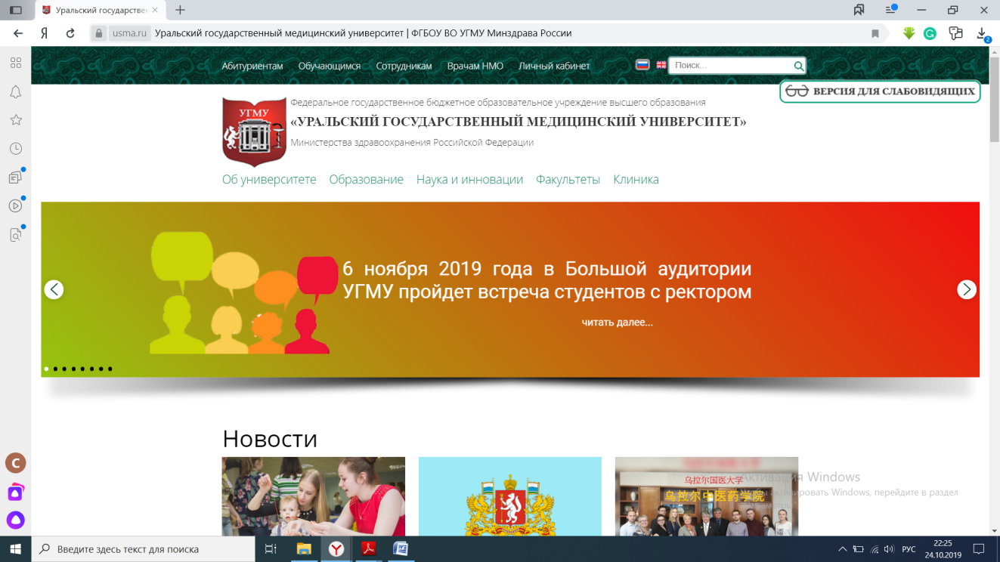 Уральский государствен
usma.ru
Уральский государственный медицинский университет | ФГБОУ ВО УГМУ Минздрава России
2
Абитуриентам
Обучающимся
Сотрудникам
Врачам НМО
Личный кабинет
Поиск...
ВЕРСИЯ ДЛЯ СЛАБОВИДЯЩИХ
УГМУ
Федеральное государственное бюджетное образовательное учреждение высшего образования
«УРАЛЬСКИЙ ГОСУДАРСТВЕННЫЙ МЕДИЦИНСКИЙ УНИВЕРСИТЕТ»
Министерства здравоохранения Российской Федерации
Об университете
Образование
Наука и инновации
Факультеты
Клиника
6 ноября 2019 года в Большой аудитории
УГМУ пройдет встреча студентов с ректором
читать далее...
Новости
乌拉尔国医大学
乌拉尔中医药学院
Активация Windows
Windows, перейдите в раздел
C
Введите здесь текст для поиска
РУС
22:25
24.10.2019